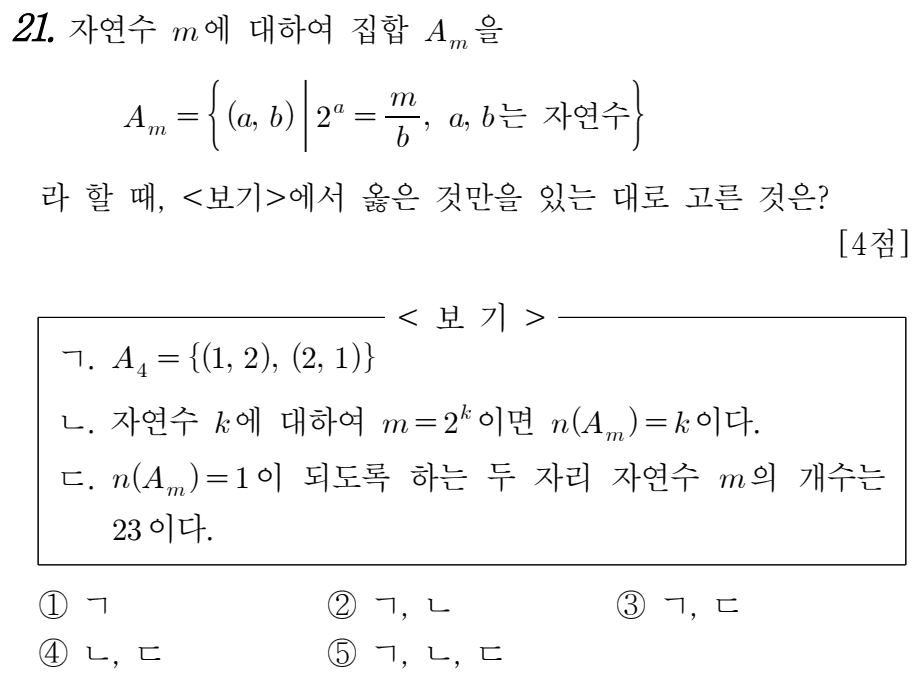 21. 자연수 m에 대하여 집합 A_m을
A_m = { (a, b) | 2^a = m/b, a, b는 자연수 }
라 할 때, <보기>에서 옳은 것만을 있는 대로 고른 것은?
[4점]
< 보 기 >
ㄱ. A_4 = {(1, 2), (2, 1)}
ㄴ. 자연수 k에 대하여 m = 2^k이면 n(A_m) = k이다.
ㄷ. n(A_m) = 1이 되도록 하는 두 자리 자연수 m의 개수는
23이다.
① ㄱ ② ㄱ, ㄴ ③ ㄱ, ㄷ
④ ㄴ, ㄷ ⑤ ㄱ, ㄴ, ㄷ